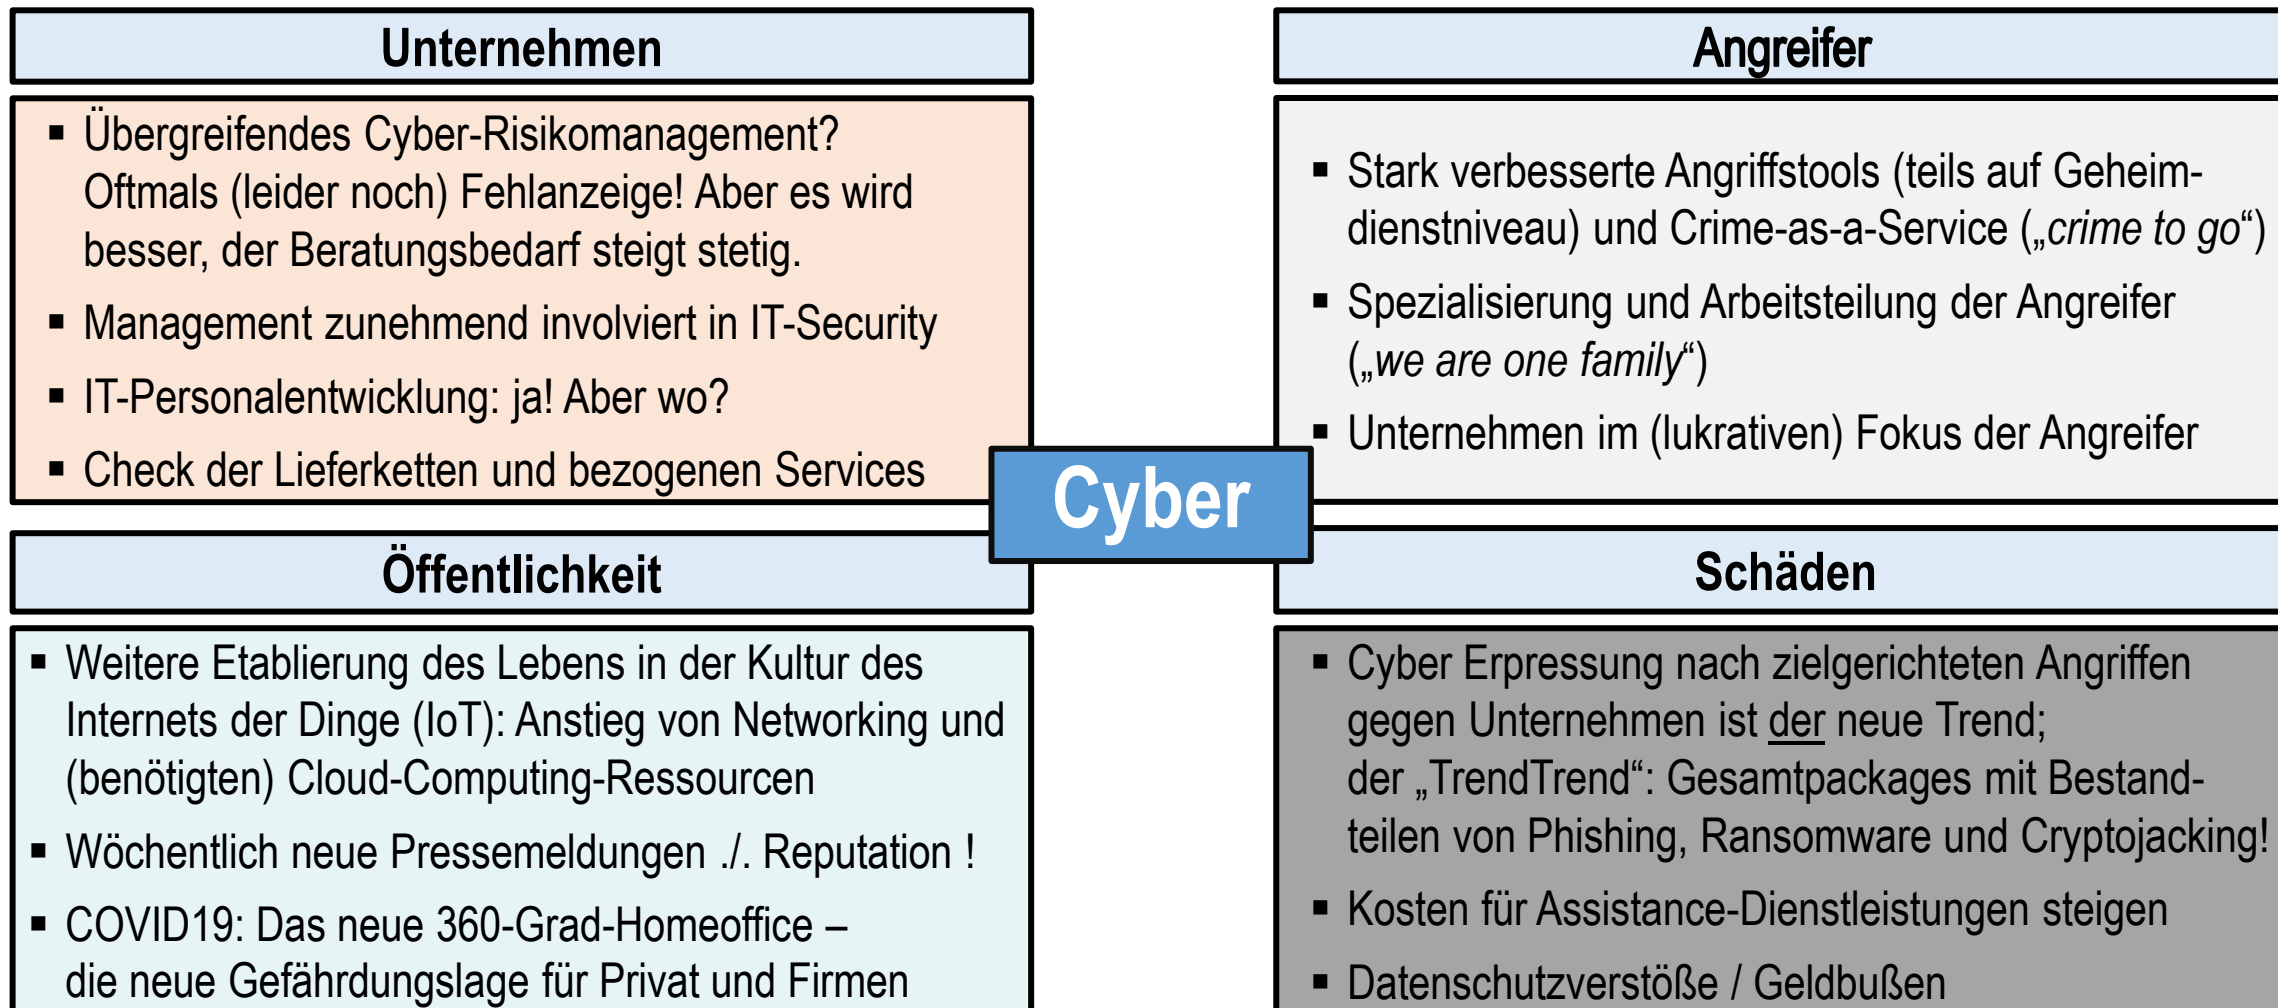 Unternehmen
▪ Übergreifendes Cyber-Risikomanagement?
Oftmals (leider noch) Fehlanzeige! Aber es wird
besser, der Beratungsbedarf steigt stetig.
▪ Management zunehmend involviert in IT-Security
▪ IT-Personalentwicklung: ja! Aber wo?
▪ Check der Lieferketten und bezogenen Services
Angreifer
▪ Stark verbesserte Angriffstools (teils auf Geheim-
dienstniveau) und Crime-as-a-Service („crime to go“)
▪ Spezialisierung und Arbeitsteilung der Angreifer
(„we are one family“)
▪ Unternehmen im (lukrativen) Fokus der Angreifer
Cyber
Öffentlichkeit
▪ Weitere Etablierung des Lebens in der Kultur des
Internets der Dinge (IoT): Anstieg von Networking und
(benötigten) Cloud-Computing-Ressourcen
▪ Wöchentlich neue Pressemeldungen ./. Reputation !
▪ COVID19: Das neue 360-Grad-Homeoffice –
die neue Gefährdungslage für Privat und Firmen
Schäden
▪ Cyber Erpressung nach zielgerichteten Angriffen
gegen Unternehmen ist der neue Trend;
der „TrendTrend“: Gesamtpackages mit Bestand-
teilen von Phishing, Ransomware und Cryptojacking!
▪ Kosten für Assistance-Dienstleistungen steigen
▪ Datenschutzverstöße / Geldbußen